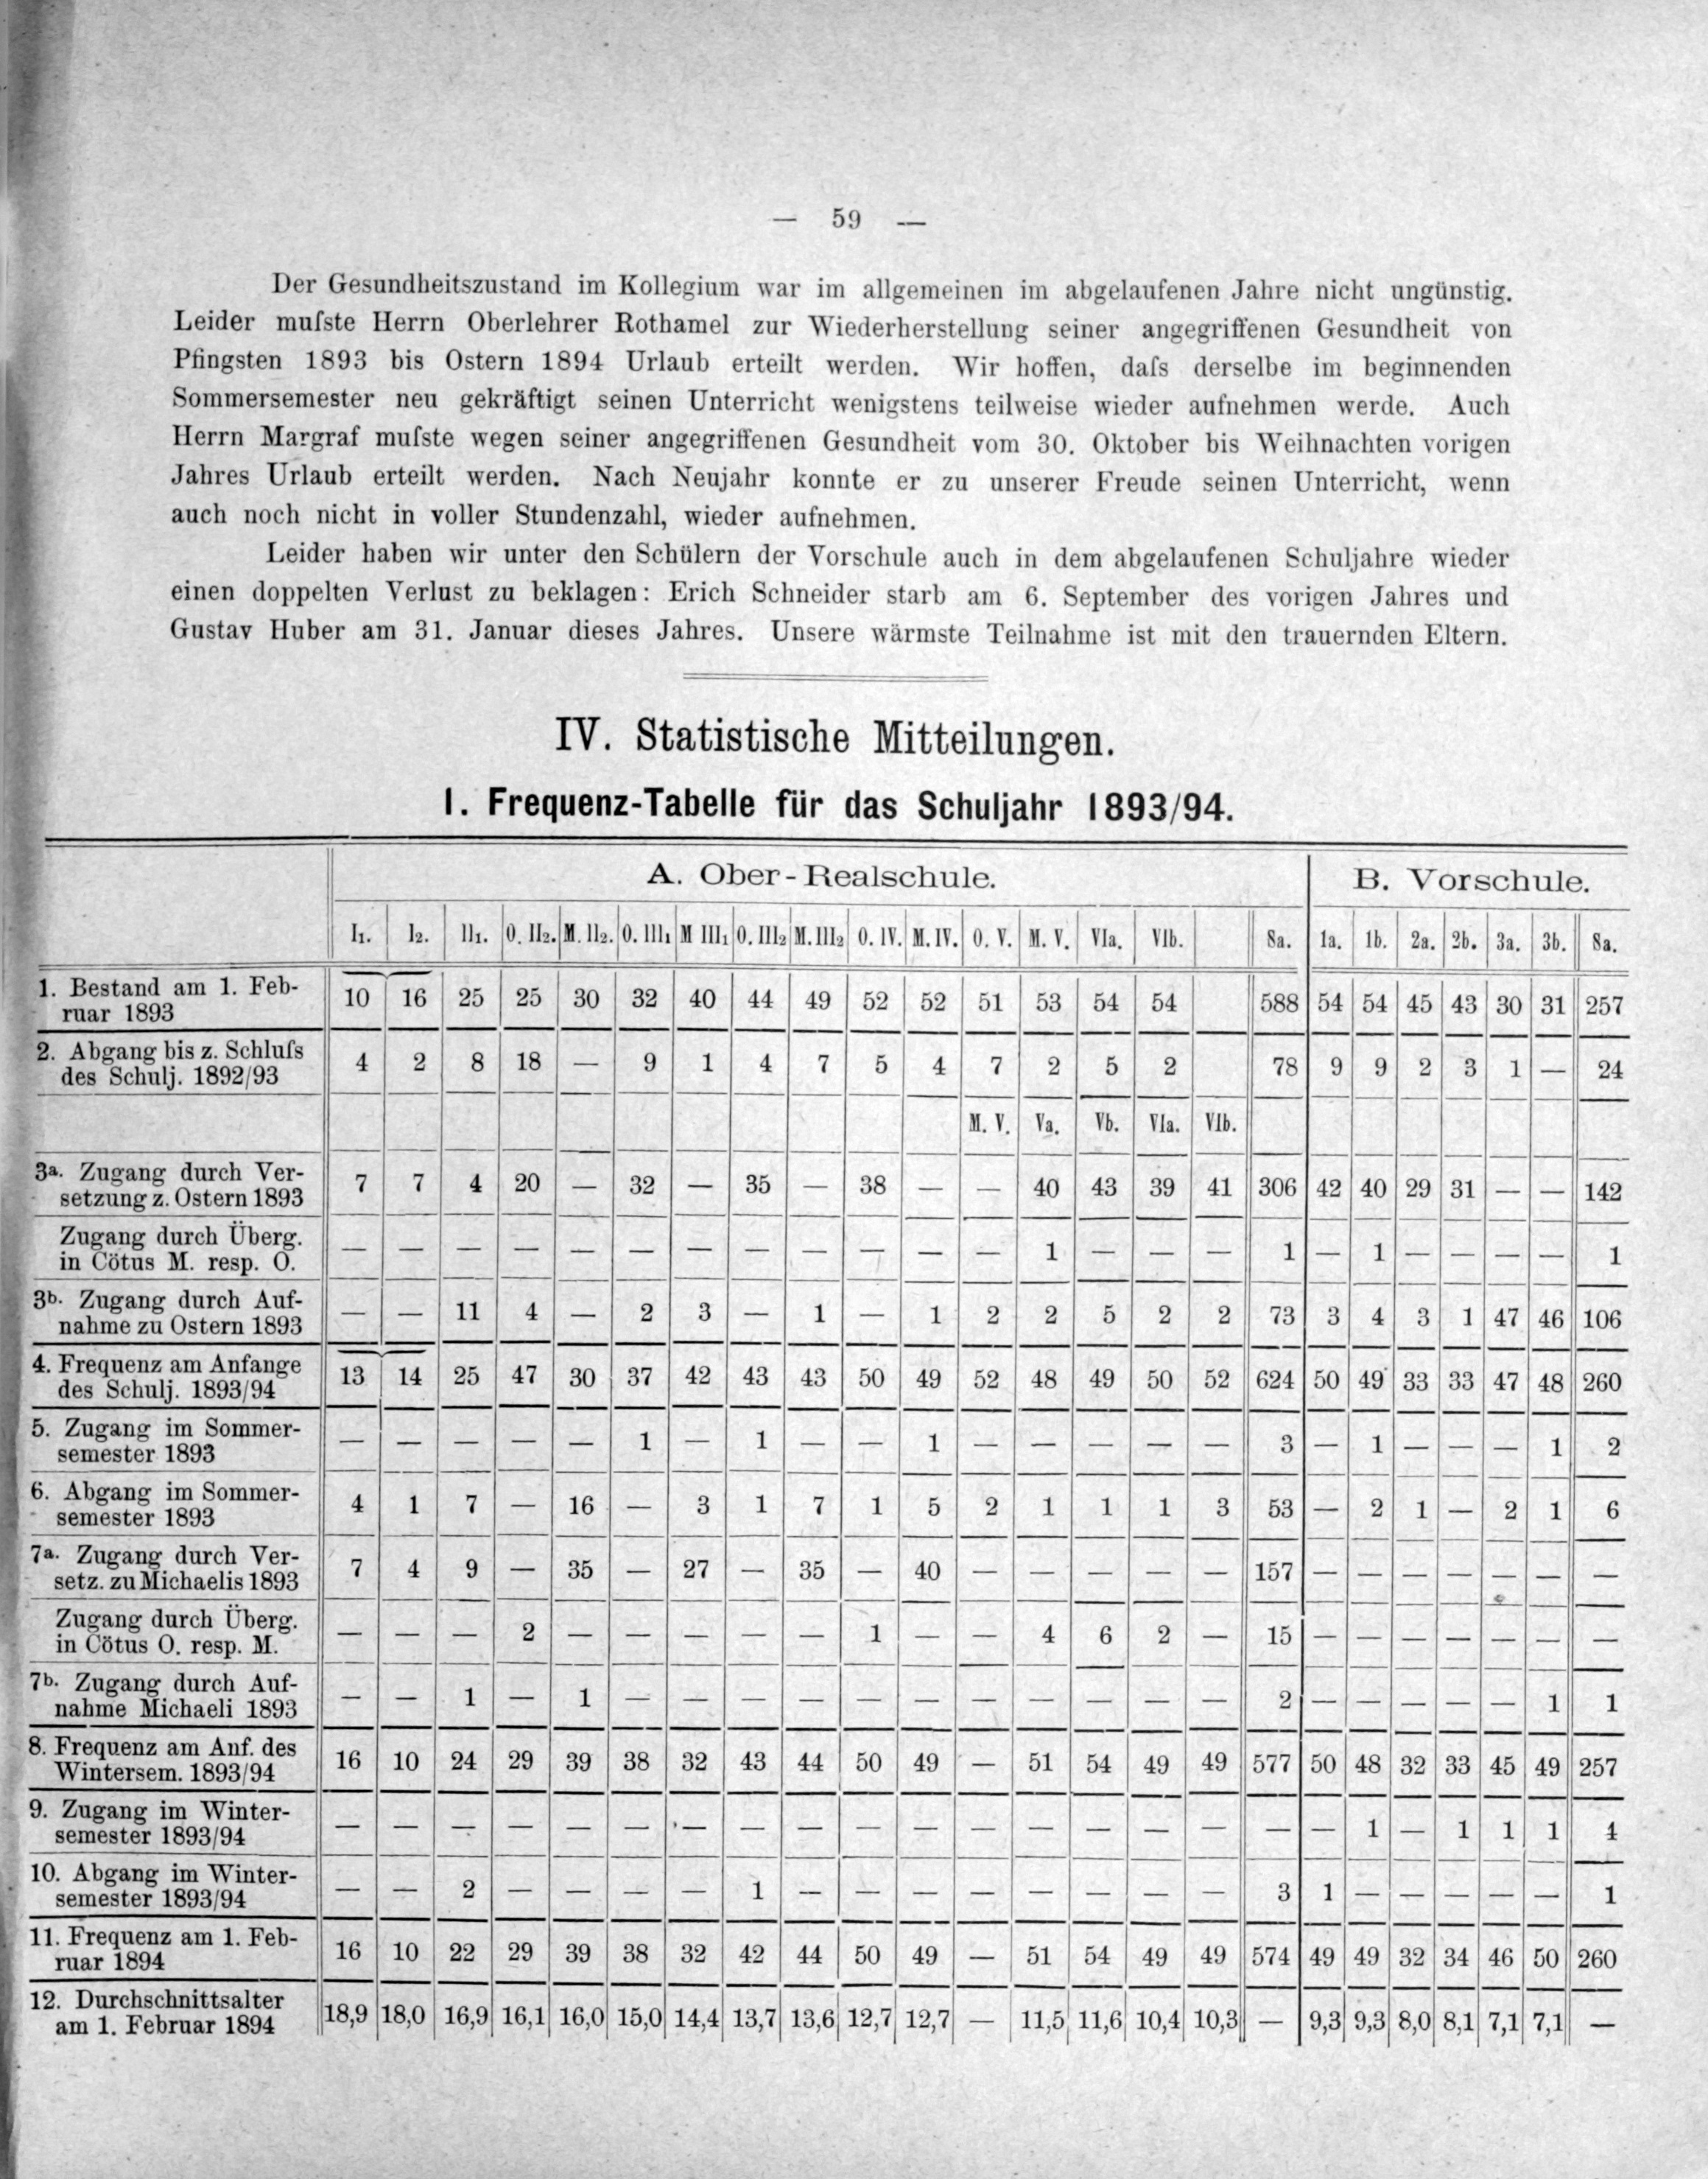 — 59 —
Der Gesundheitszustand im Kollegium war im allgemeinen im abgelaufenen Jahre nicht ungünstig.
Leider muſste Herrn Oberlehrer Rothamel zur Wiederherstellung seiner angegriffenen Gesundheit von
Pfingsten 1893 bis Ostern 1894 Urlaub erteilt werden. Wir hoffen, daſs derselbe im beginnenden
Sommersemester neu gekräftigt seinen Unterricht wenigstens teilweise wieder aufnehmen werde. Auch
Herrn Margraf muſste wegen seiner angegriffenen Gesundheit vom 30. Oktober bis Weihnachten vorigen
Jahres Urlaub erteilt werden. Nach Neujahr konnte er zu unserer Freude seinen Unterricht, wenn
auch noch nicht in voller Stundenzahl, wieder aufnehmen.
Leider haben wir unter den Schülern der Vorschule auch in dem abgelaufenen Schuljahre wieder
einen doppelten Verlust zu beklagen: Erich Schneider starb am 6. September des vorigen Jahres und
Gustav Huber am 31. Januar dieses Jahres. Unsere wärmste Teilnahme ist mit den trauernden Eltern.
IV. Statistische Mitteilungen.
I. Frequenz-Tabelle für das Schuljahr 1893/94.
A. Ober-Realschule. B. Vorschule.
I1. I2. II1. O. II2. M. II2. O. III1 M III1 O. III2 M. III2 O. IV. M. IV. O. V. M. V. VIa. VIb. Sa. 1a. 1b. 2a. 2b. 3a. 3b. Sa.
1. Bestand am 1. Feb-
ruar 1893 10 16 25 25 30 32 40 44 49 52 52 51 53 54 54 588 54 54 45 43 30 31 257
2. Abgang bis z. Schluſs
des Schulj. 1892/93 4 2 8 18 — 9 1 4 7 5 4 7 2 5 2 78 9 9 2 3 1 — 24
M. V. Va. Vb. VIa. VIb.
3a. Zugang durch Ver-
setzung z. Ostern 1893 7 7 4 20 — 32 — 35 — 38 — — 40 43 39 41 306 42 40 29 31 — — 142
Zugang durch Überg.
in Cötus M. resp. O. — — — — — — — — — — — — 1 — — — 1 — 1 — — — — 1
3b. Zugang durch Auf-
nahme zu Ostern 1893 — — 11 4 — 2 3 — 1 — 1 2 2 5 2 2 73 3 4 3 1 47 46 106
4. Frequenz am Anfange
des Schulj. 1893/94 13 14 25 47 30 37 42 43 43 50 49 52 48 49 50 52 624 50 49 33 33 47 48 260
5. Zugang im Sommer-
semester 1893 — — — — — 1 — 1 — — 1 — — — — — 3 — 1 — — — 1 2
6. Abgang im Sommer-
semester 1893 4 1 7 — 16 — 3 1 7 1 5 2 1 1 1 3 53 — 2 1 — 2 1 6
7a. Zugang durch Ver-
setz. zu Michaelis 1893 7 4 9 — 35 — 27 — 35 — 40 — — — — — 157 — — — — — — —
Zugang durch Überg.
in Cötus O. resp. M. — — — 2 — — — — — 1 — — 4 6 2 — 15 — — — — — — —
7b. Zugang durch Auf-
nahme Michaeli 1893 — — 1 — 1 — — — — — — — — — — — 2 — — — — — 1 1
8. Frequenz am Anf. des
Wintersem. 1893/94 16 10 24 29 39 38 32 43 44 50 49 — 51 54 49 49 577 50 48 32 33 45 49 257
9. Zugang im Winter-
semester 1893/94 — — — — — — — — — — — — — — — — — — 1 — 1 1 1 4
10. Abgang im Winter-
semester 1893/94 — — 2 — — — — 1 — — — — — — — — 3 1 — — — — — 1
11. Frequenz am 1. Feb-
ruar 1894 16 10 22 29 39 38 32 42 44 50 49 — 51 54 49 49 574 49 49 32 34 46 50 260
12. Durchschnittsalter
am 1. Februar 1894 18,9 18,0 16,9 16,1 16,0 15,0 14,4 13,7 13,6 12,7 12,7 — 11,5 11,6 10,4 10,3 — 9,3 9,3 8,0 8,1 7,1 7,1 —